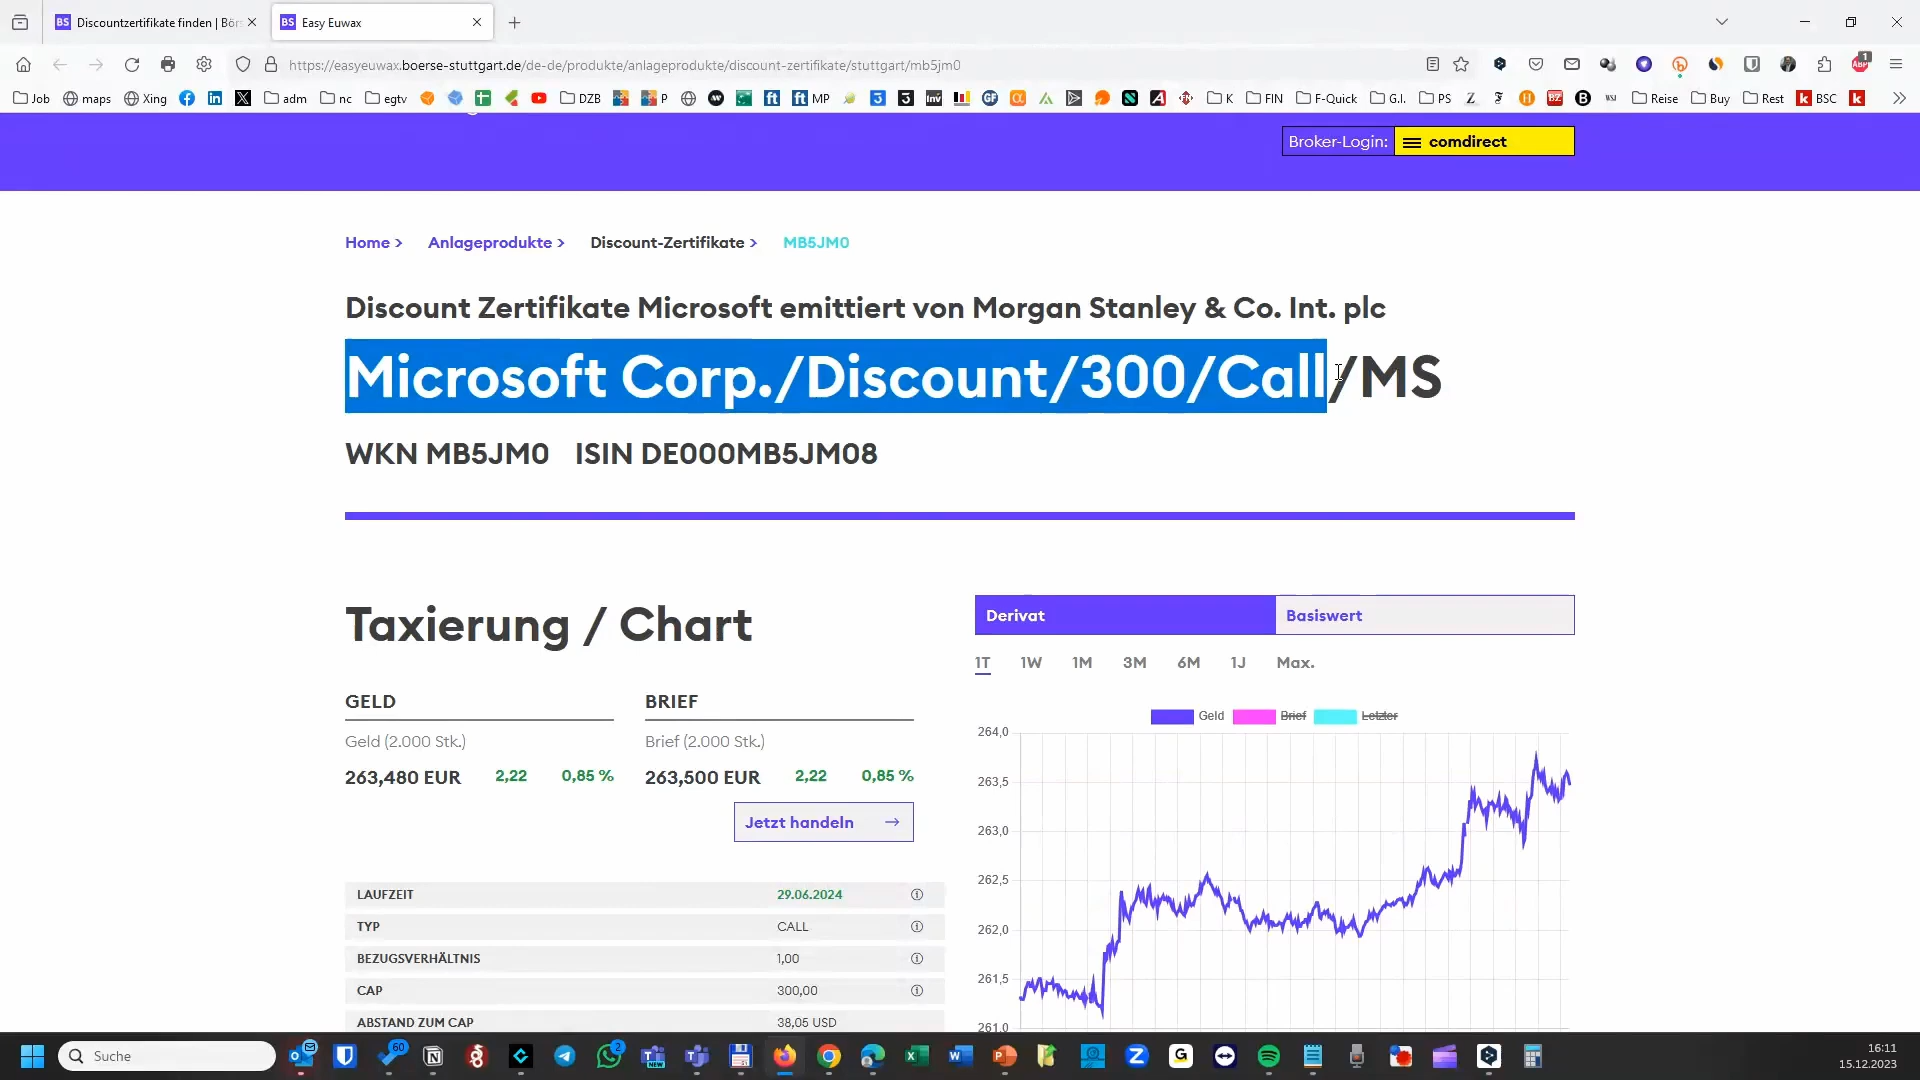 Discountzertifikate finden | Börs
Easy Euwax
https://easyeuwax.boerse-stuttgart.de/de-de/produkte/anlageprodukte/discount-zertifikate/stuttgart/mb5jm0
Job maps Xing adm nc egtv DZB P MP K FIN F-Quick G.I. PS Reise Buy Rest BSC
Broker-Login: comdirect
Home > Anlageprodukte > Discount-Zertifikate > MB5JM0
Discount Zertifikate Microsoft emittiert von Morgan Stanley & Co. Int. plc
Microsoft Corp./Discount/300/Call/MS
WKN MB5JM0 ISIN DE000MB5JM08
Taxierung / Chart
Derivat Basiswert
1T 1W 1M 3M 6M 1J Max.
GELD BRIEF
Geld (2.000 Stk.) Brief (2.000 Stk.)
263,480 EUR 2,22 0,85 % 263,500 EUR 2,22 0,85 %
Jetzt handeln
Geld Brief Letzter
264,0
263,5
263,0
262,5
262,0
261,5
261,0
LAUFZEIT 29.06.2024
TYP CALL
BEZUGSVERHÄLTNIS 1,00
CAP 300,00
ABSTAND ZUM CAP 38,05 USD
Suche
16:11
15.12.2023